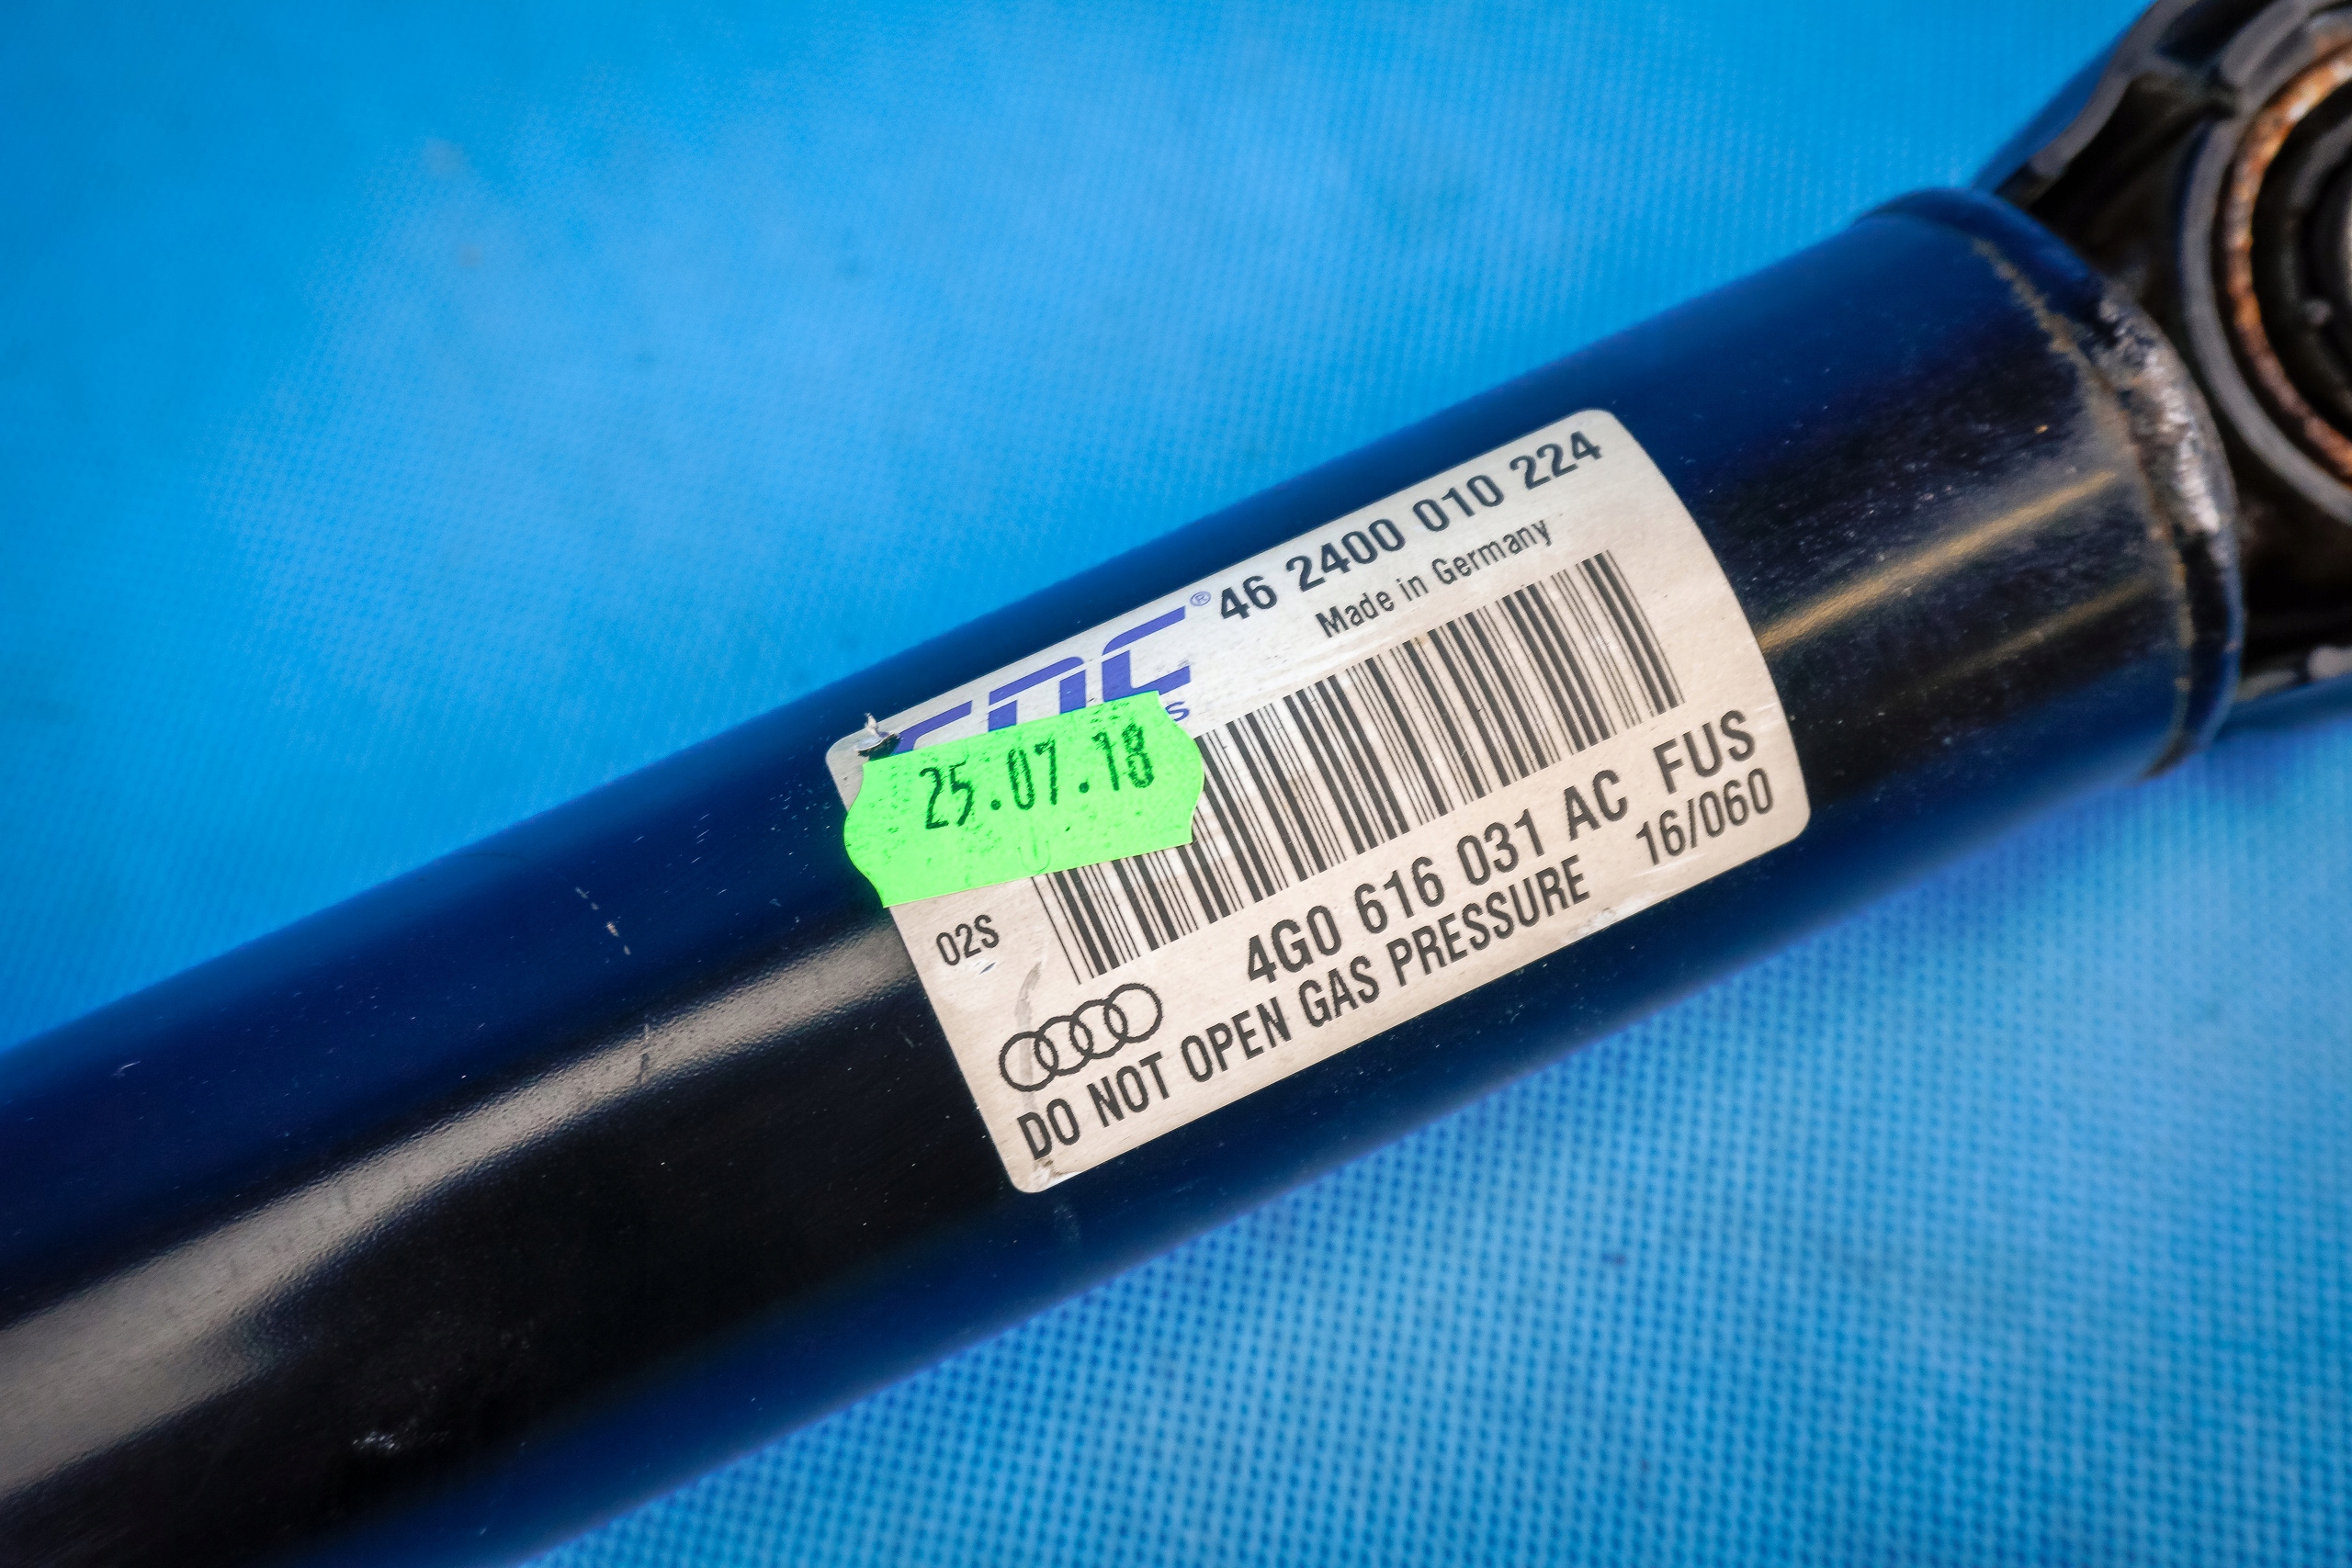 46 2400 010 224
Made in Germany
25.07.18
02S
4G0 616 031 AC FUS
16/060
DO NOT OPEN GAS PRESSURE